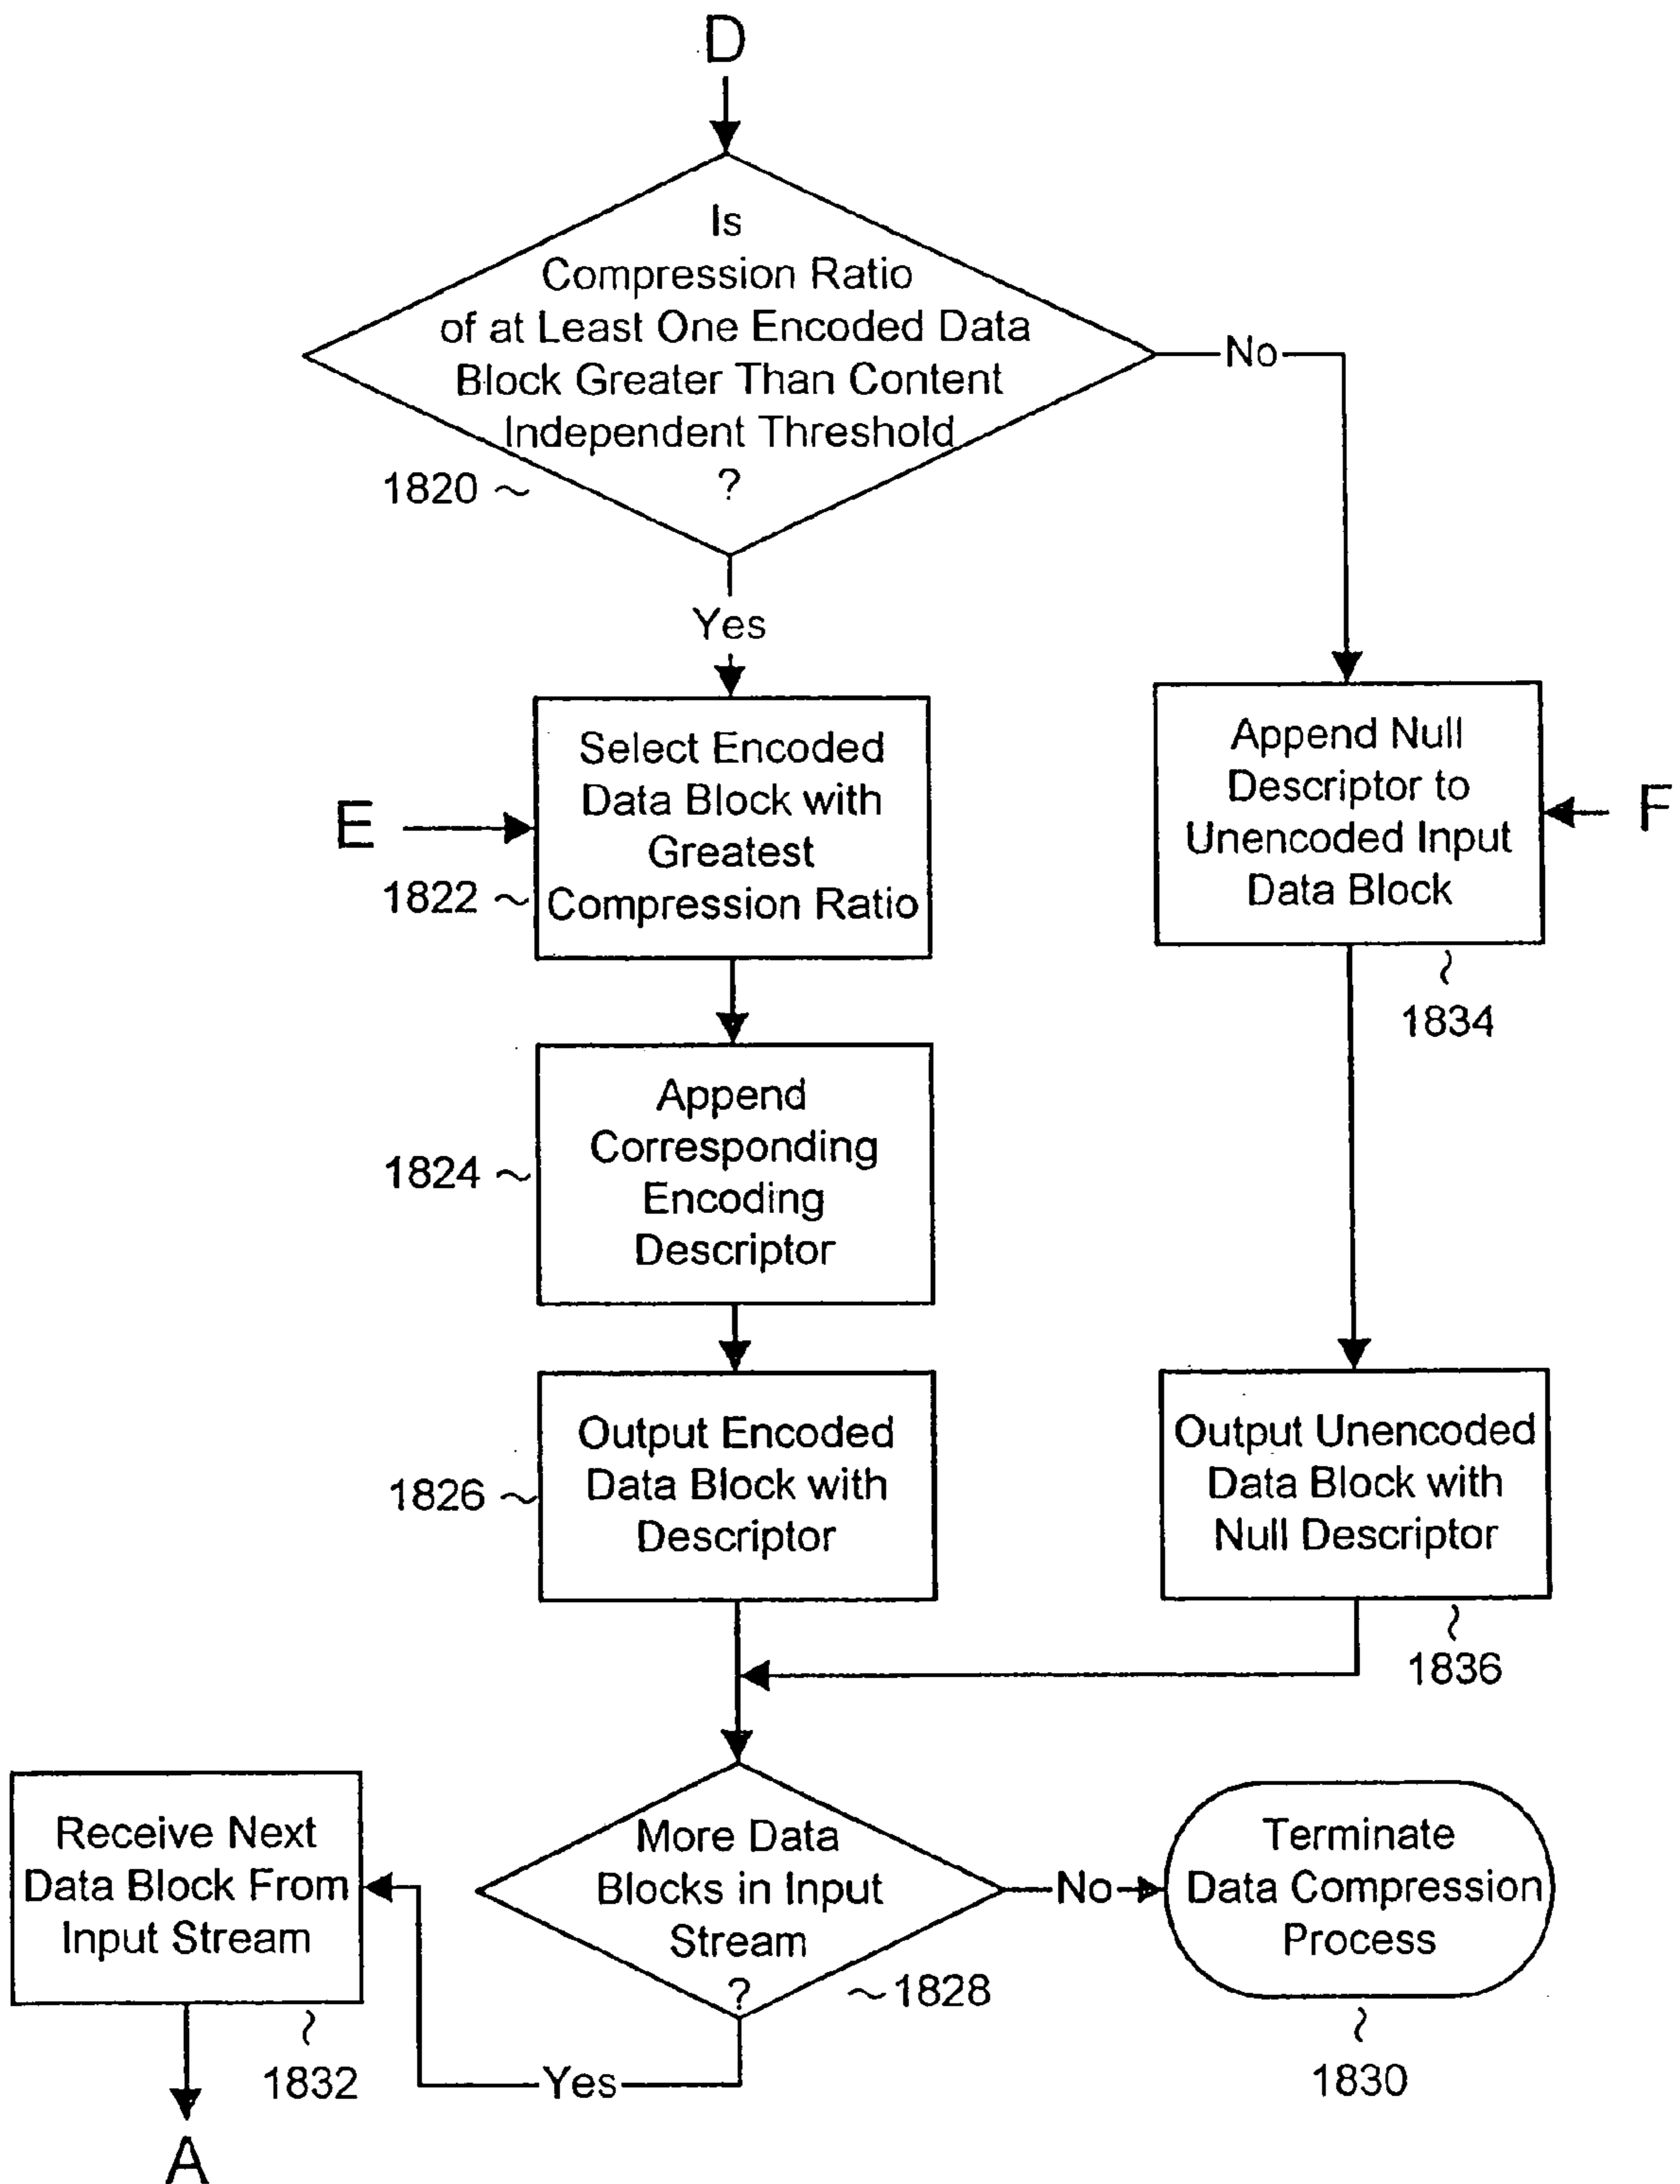 D
Is
Compression Ratio
of at Least One Encoded Data
Block Greater Than Content
Independent Threshold
?
1820
No
Yes
Select Encoded
Data Block with
Greatest
Compression Ratio
E
1822
Append Null
Descriptor to
Unencoded Input
Data Block
F
1834
Append
Corresponding
Encoding
Descriptor
1824
Output Encoded
Data Block with
Descriptor
1826
Output Unencoded
Data Block with
Null Descriptor
1836
Receive Next
Data Block From
Input Stream
1832
More Data
Blocks in Input
Stream
?
1828
No
Terminate
Data Compression
Process
1830
Yes
A